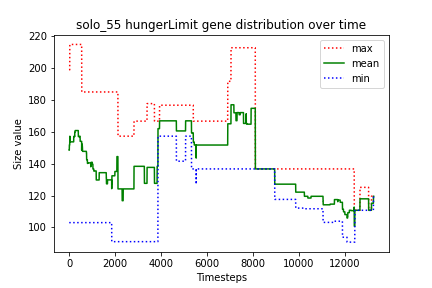 solo_55 hungerLimit gene distribution over time
max
mean
min
220
200
180
160
140
120
100
Size value
0 2000 4000 6000 8000 10000 12000
Timesteps